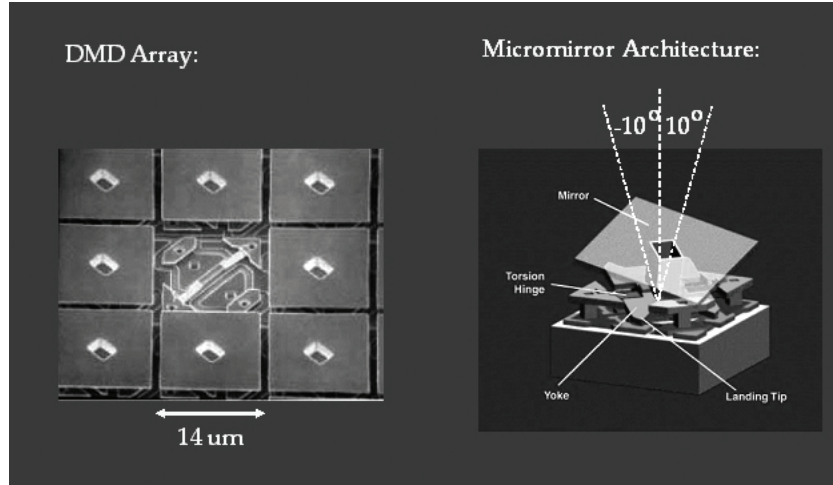 DMD Array:
Micromirror Architecture:
-10° 10°
Mirror
Torsion
Hinge
Yoke
Landing Tip
14 um